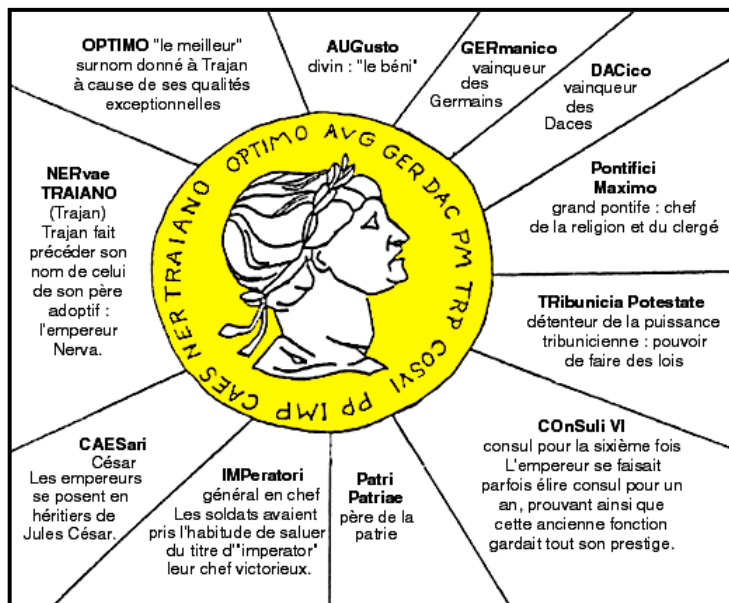 OPTIMO "le meilleur"
surnom donné à Trajan
à cause de ses qualités
exceptionnelles
AUGusto
divin : "le béni"
GERmanico
vainqueur
des
Germains
DACico
vainqueur
des
Daces
Pontifici
Maximo
grand pontife : chef
de la religion et du clergé
TRibunicia Potestate
détenteur de la puissance
tribunicienne : pouvoir
de faire des lois
COnSuli VI
consul pour la sixième fois
L'empereur se faisait
parfois élire consul pour un
an, prouvant ainsi que
cette ancienne fonction
gardait tout son prestige.
Patri
Patriae
père de la
patrie
IMPeratori
général en chef
Les soldats avaient
pris l'habitude de saluer
du titre d'"imperator"
leur chef victorieux.
CAESari
César
Les empereurs
se posent en
héritiers de
Jules César.
NERvae
TRAIANO
(Trajan)
Trajan fait
précéder son
nom de celui
de son père
adoptif :
l'empereur
Nerva.
IMP CAES NER TRAIANO OPTIMO AVG GER DAC PM TRP COSVI PP